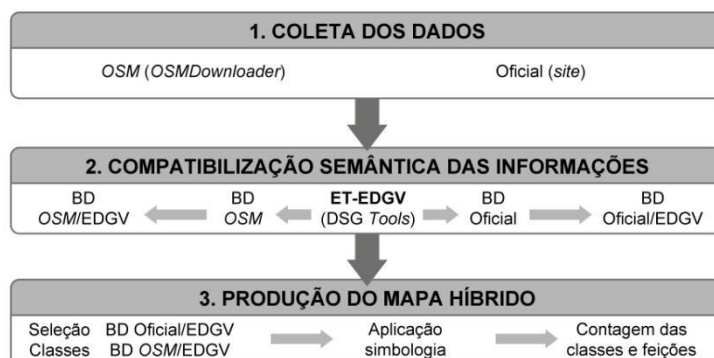 1. COLETA DOS DADOS
OSM (OSMDownloader) Oficial (site)
2. COMPATIBILIZAÇÃO SEMÂNTICA DAS INFORMAÇÕES
BD BD ET-EDGV BD BD
OSM/EDGV OSM (DSG Tools) Oficial Oficial/EDGV
3. PRODUÇÃO DO MAPA HÍBRIDO
Seleção BD Oficial/EDGV Aplicação Contagem das
Classes BD OSM/EDGV simbologia classes e feições